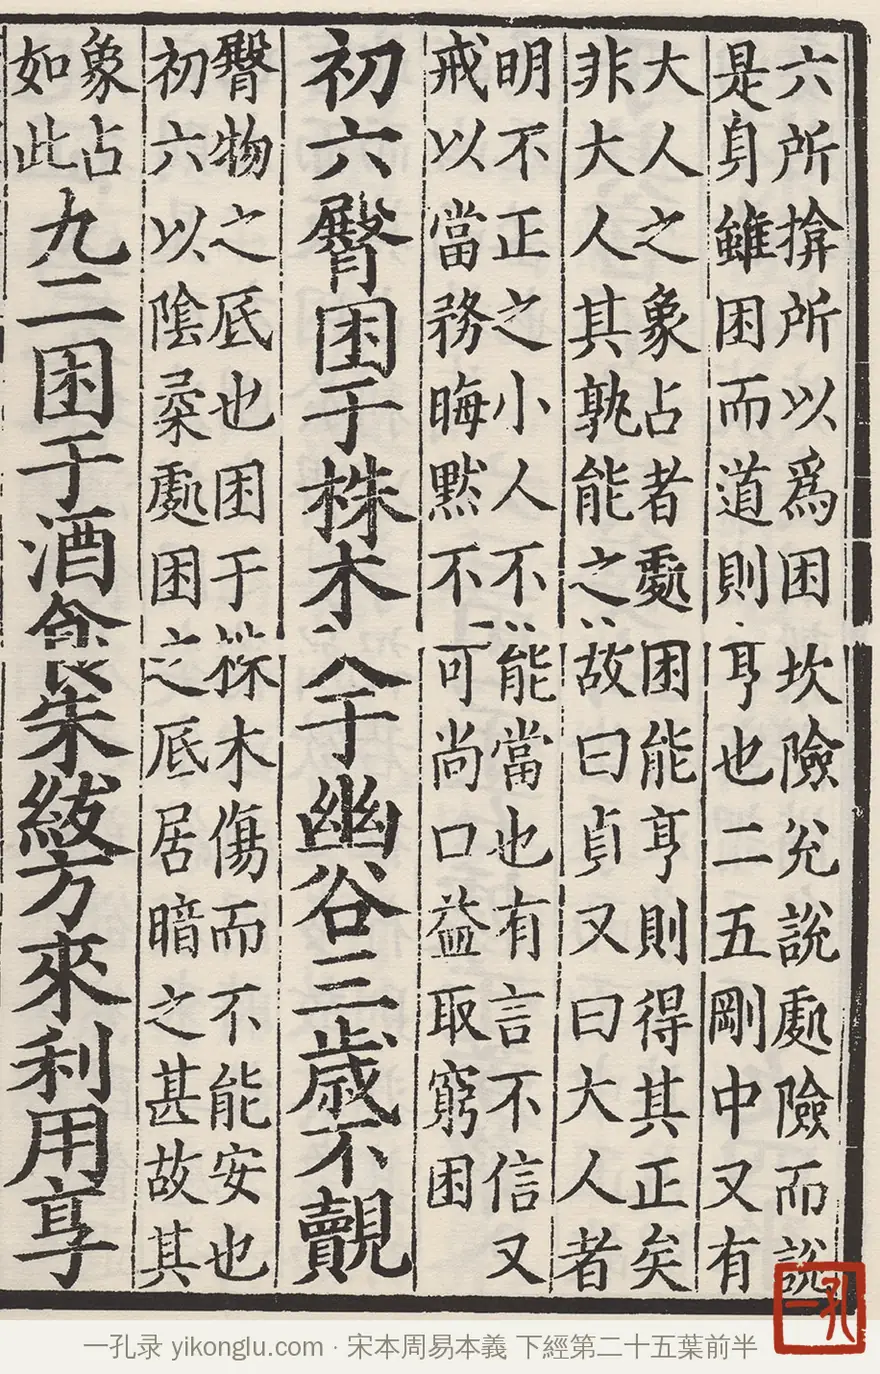 六所揜所以爲困坎險兊說處險而說
是身雖困而道則亨也二五剛中又有
大人之象占者處困能亨則得其正矣
非大人其孰能之故曰貞又曰大人者
明不正之小人不能當也有言不信又
戒以當務晦黙不可尚口益取窮困
初六臀困于株木入于幽谷三歲不覿
臀物之底也困于株木傷而不能安也
初六以陰柔處困之底居暗之甚故其
象占
如此
九二困于酒食朱紱方來利用享
一孔
一孔录 yikonglu.com · 宋本周易本義 下經第二十五葉前半